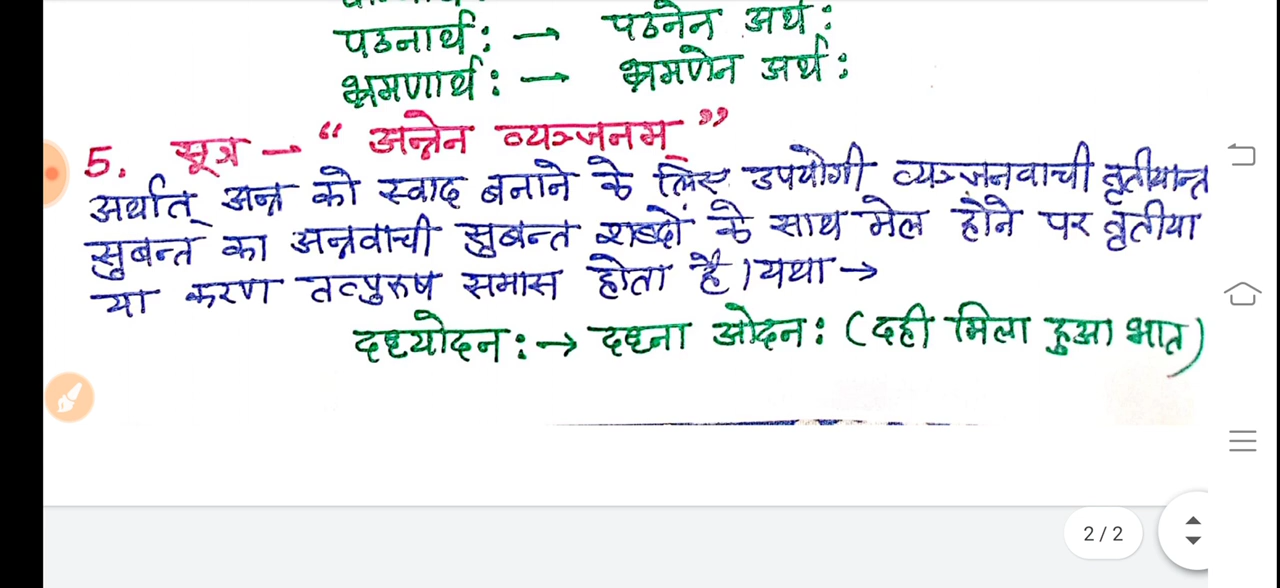 पठनार्थ: → पठनेन अर्थ:
भ्रमणार्थ: → भ्रमणेन अर्थ:
5. सूत्र – “ अन्नेन व्यञ्जनम् ”
अर्थात् अन्न को स्वाद बनाने के लिए उपयोगी व्यञ्जनवाची तृतीयान्त
सुबन्त का अन्नवाची सुबन्त शब्दों के साथ मेल होने पर तृतीया
या करण तत्पुरुष समास होता है। यथा →
दध्योदन: → दध्ना ओदन: (दही मिला हुआ भात)
2 / 2